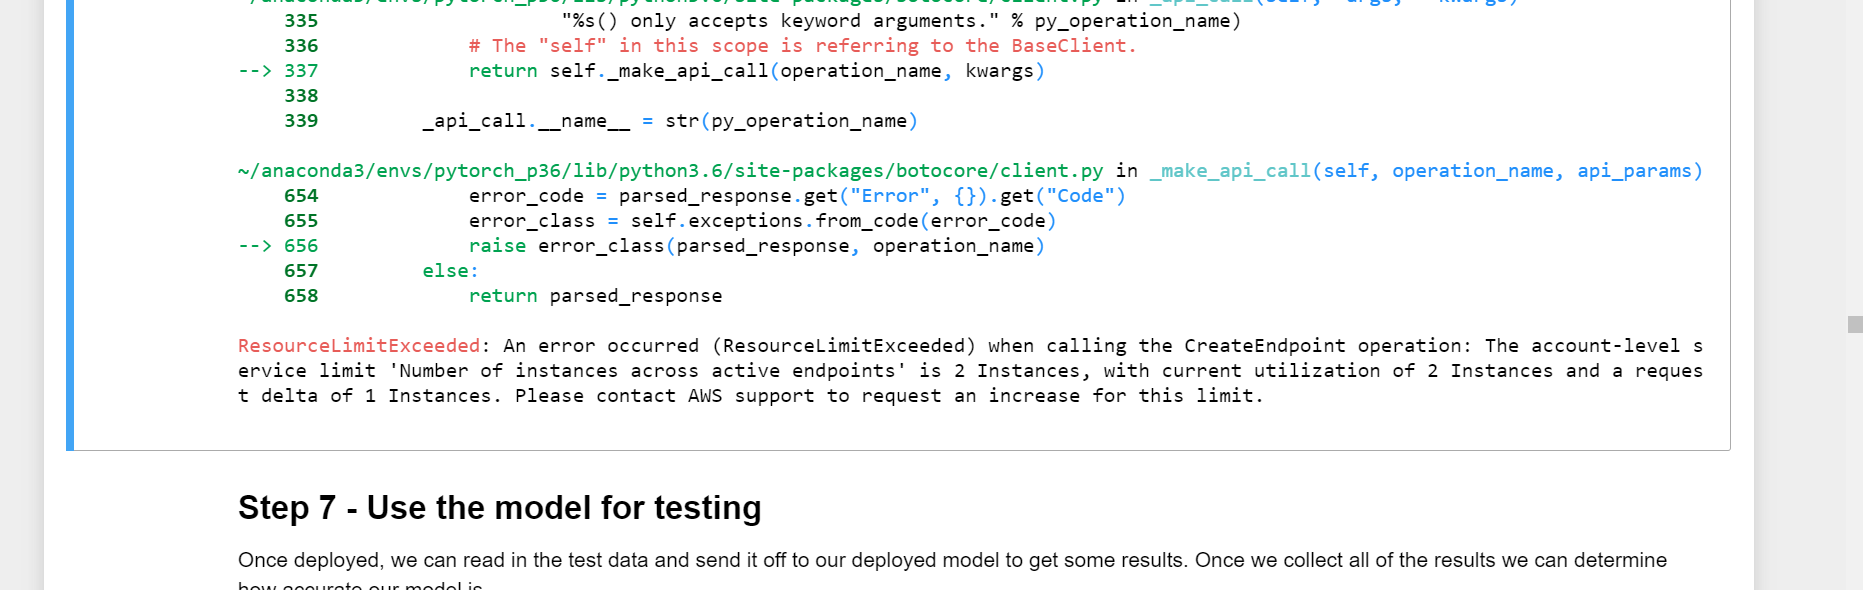 335 "%s() only accepts keyword arguments." % py_operation_name)
336 # The "self" in this scope is referring to the BaseClient.
--> 337 return self._make_api_call(operation_name, kwargs)
338
339 _api_call.__name__ = str(py_operation_name)
~/anaconda3/envs/pytorch_p36/lib/python3.6/site-packages/botocore/client.py in _make_api_call(self, operation_name, api_params)
654 error_code = parsed_response.get("Error", {}).get("Code")
655 error_class = self.exceptions.from_code(error_code)
--> 656 raise error_class(parsed_response, operation_name)
657 else:
658 return parsed_response
ResourceLimitExceeded: An error occurred (ResourceLimitExceeded) when calling the CreateEndpoint operation: The account-level s
ervice limit 'Number of instances across active endpoints' is 2 Instances, with current utilization of 2 Instances and a reques
t delta of 1 Instances. Please contact AWS support to request an increase for this limit.
Step 7 - Use the model for testing
Once deployed, we can read in the test data and send it off to our deployed model to get some results. Once we collect all of the results we can determine
how accurate our model is